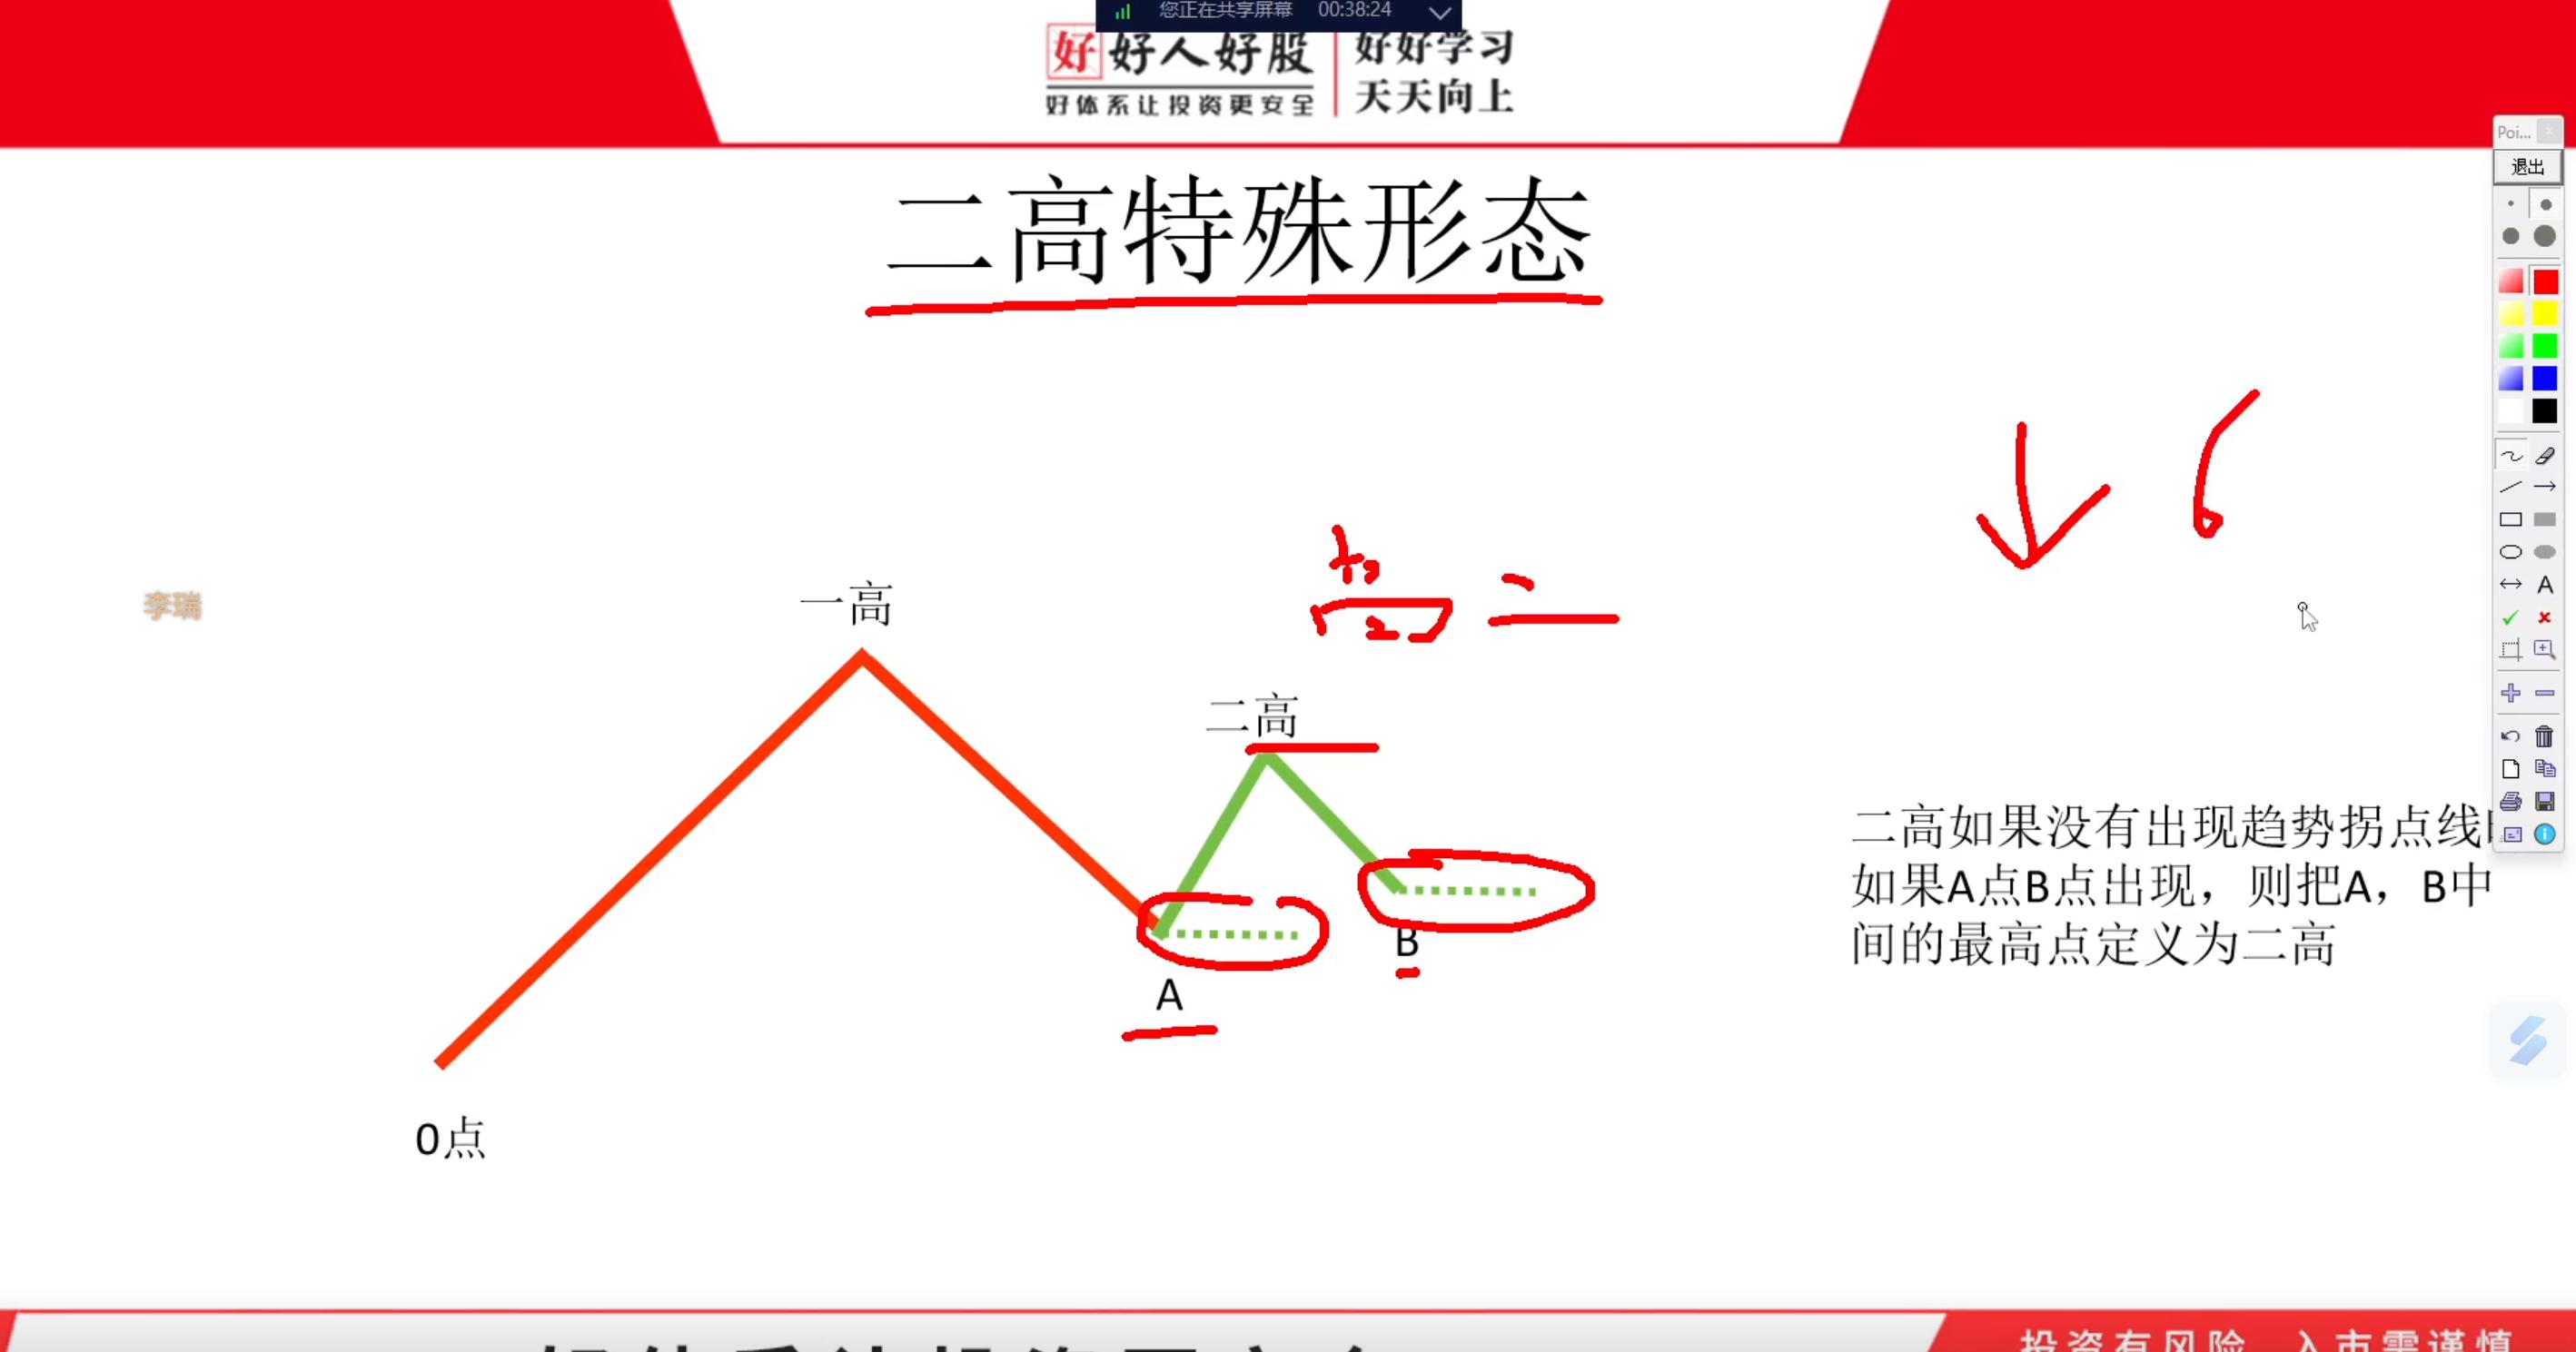 您正在共享屏幕 00:38:24
好 好人好股
好体系让投资更安全
好好学习
天天向上
Poi...
退出
二高特殊形态
高二
李瑞
一高
二高
二高如果没有出现趋势拐点线
如果A点B点出现，则把A，B中
间的最高点定义为二高
B
A
0点
投资有风险 入市需谨慎